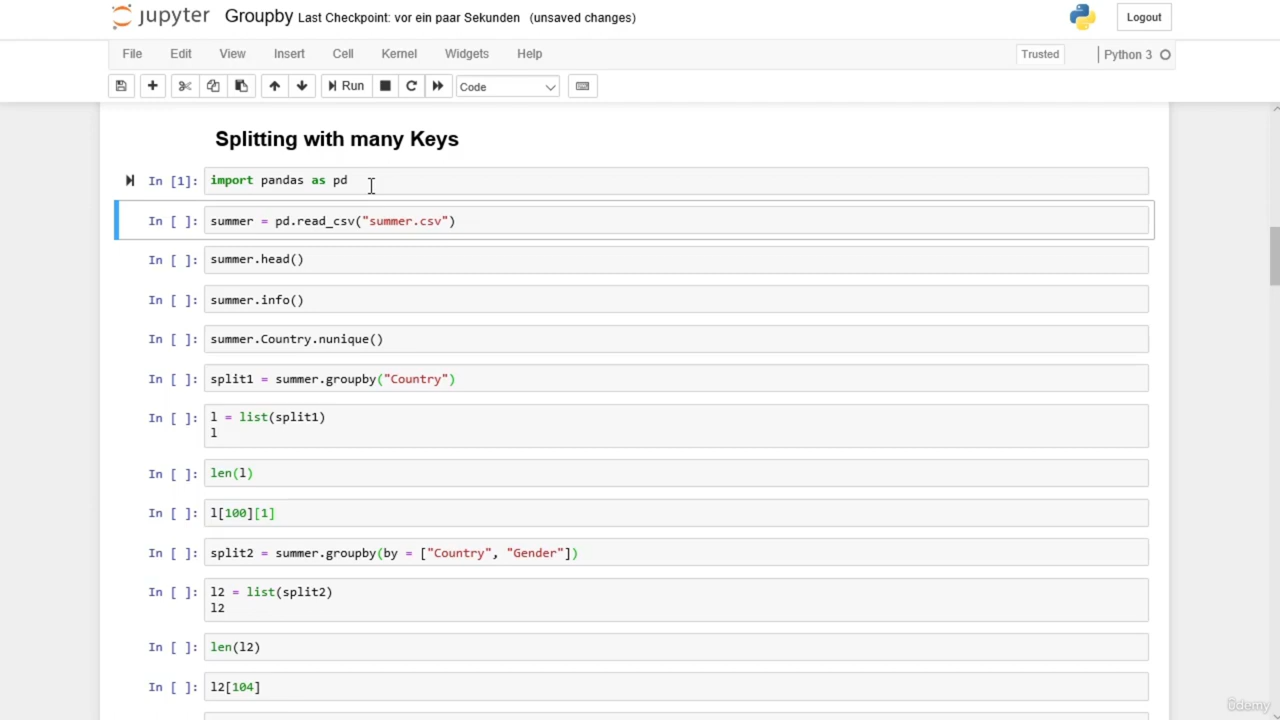 jupyter Groupby Last Checkpoint: vor ein paar Sekunden (unsaved changes) Logout
File Edit View Insert Cell Kernel Widgets Help Trusted Python 3
Run Code
Splitting with many Keys
In [1]: import pandas as pd
In [ ]: summer = pd.read_csv("summer.csv")
In [ ]: summer.head()
In [ ]: summer.info()
In [ ]: summer.Country.nunique()
In [ ]: split1 = summer.groupby("Country")
In [ ]: l = list(split1)
l
In [ ]: len(l)
In [ ]: l[100][1]
In [ ]: split2 = summer.groupby(by = ["Country", "Gender"])
In [ ]: l2 = list(split2)
l2
In [ ]: len(l2)
In [ ]: l2[104]
ûdemy